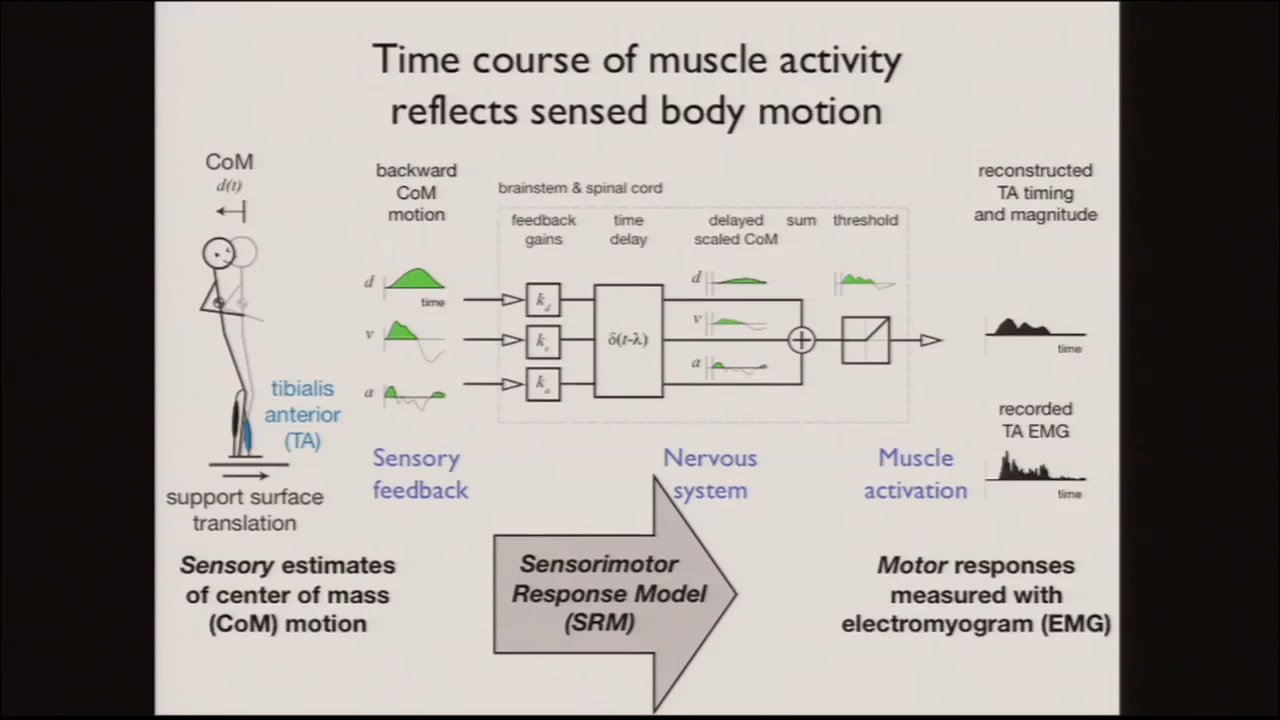 Time course of muscle activity
reflects sensed body motion
CoM
d(t)
backward
CoM
motion
brainstem & spinal cord
feedback
gains
time
delay
delayed
scaled CoM
sum
threshold
reconstructed
TA timing
and magnitude
d
time
v
a
k_d
k_v
k_a
δ(t-λ)
d
v
a
+
time
tibialis
anterior
(TA)
recorded
TA EMG
time
Sensory
feedback
Nervous
system
Muscle
activation
support surface
translation
Sensory estimates
of center of mass
(CoM) motion
Sensorimotor
Response Model
(SRM)
Motor responses
measured with
electromyogram (EMG)